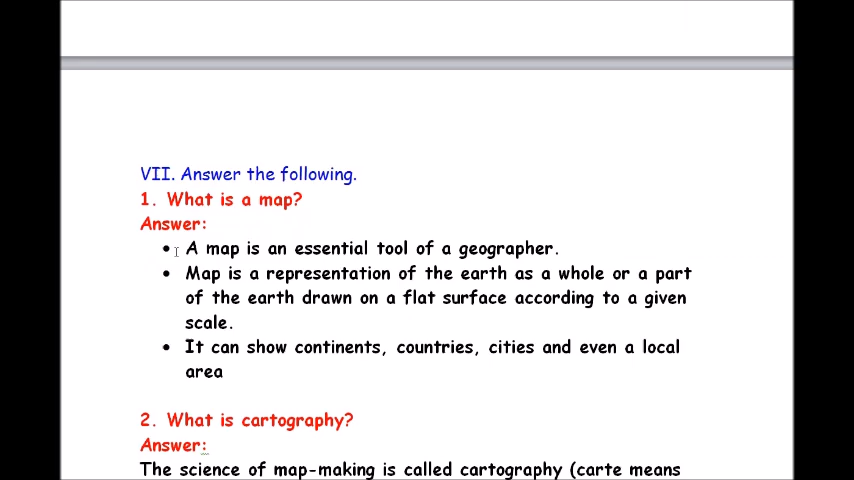 VII. Answer the following.
1. What is a map?
Answer:
• A map is an essential tool of a geographer.
• Map is a representation of the earth as a whole or a part
of the earth drawn on a flat surface according to a given
scale.
• It can show continents, countries, cities and even a local
area
2. What is cartography?
Answer:
The science of map-making is called cartography (carte means